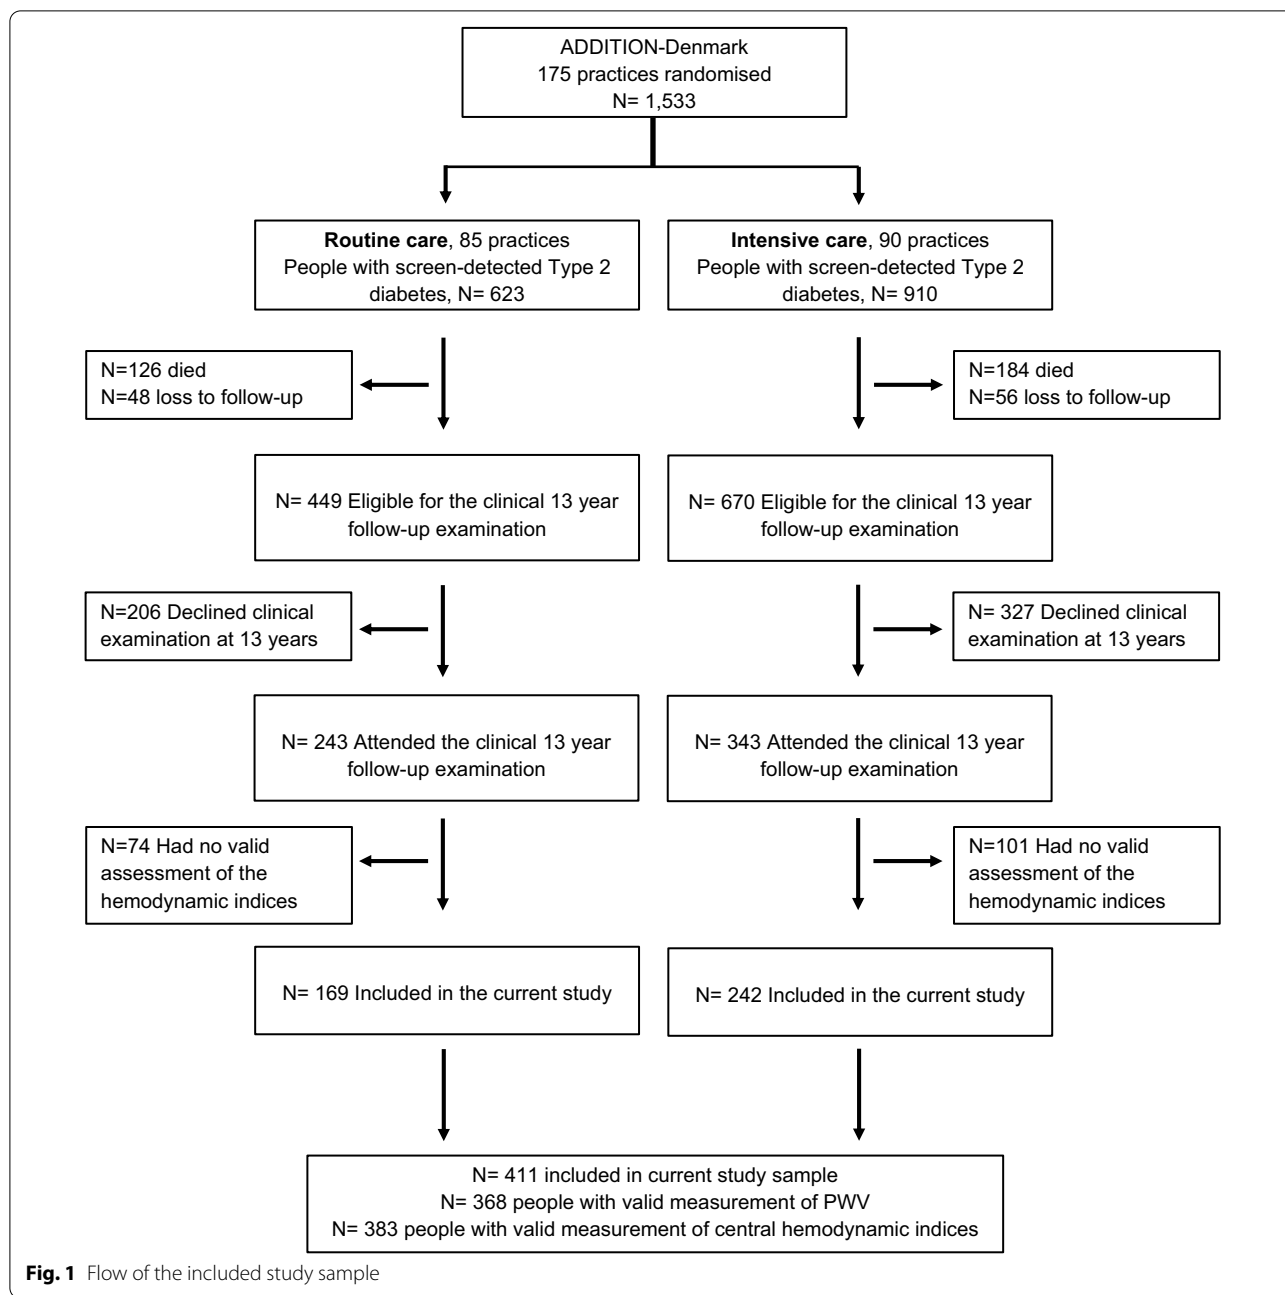 ADDITION-Denmark
175 practices randomised
N= 1,533
Routine care, 85 practices
People with screen-detected Type 2
diabetes, N= 623
Intensive care, 90 practices
People with screen-detected Type 2
diabetes, N= 910
N=126 died
N=48 loss to follow-up
N=184 died
N=56 loss to follow-up
N= 449 Eligible for the clinical 13 year
follow-up examination
N= 670 Eligible for the clinical 13 year
follow-up examination
N=206 Declined clinical
examination at 13 years
N= 327 Declined clinical
examination at 13 years
N= 243 Attended the clinical 13 year
follow-up examination
N= 343 Attended the clinical 13 year
follow-up examination
N=74 Had no valid
assessment of the
hemodynamic indices
N=101 Had no valid
assessment of the
hemodynamic indices
N= 169 Included in the current study
N= 242 Included in the current study
N= 411 included in current study sample
N= 368 people with valid measurement of PWV
N= 383 people with valid measurement of central hemodynamic indices
Fig. 1 Flow of the included study sample